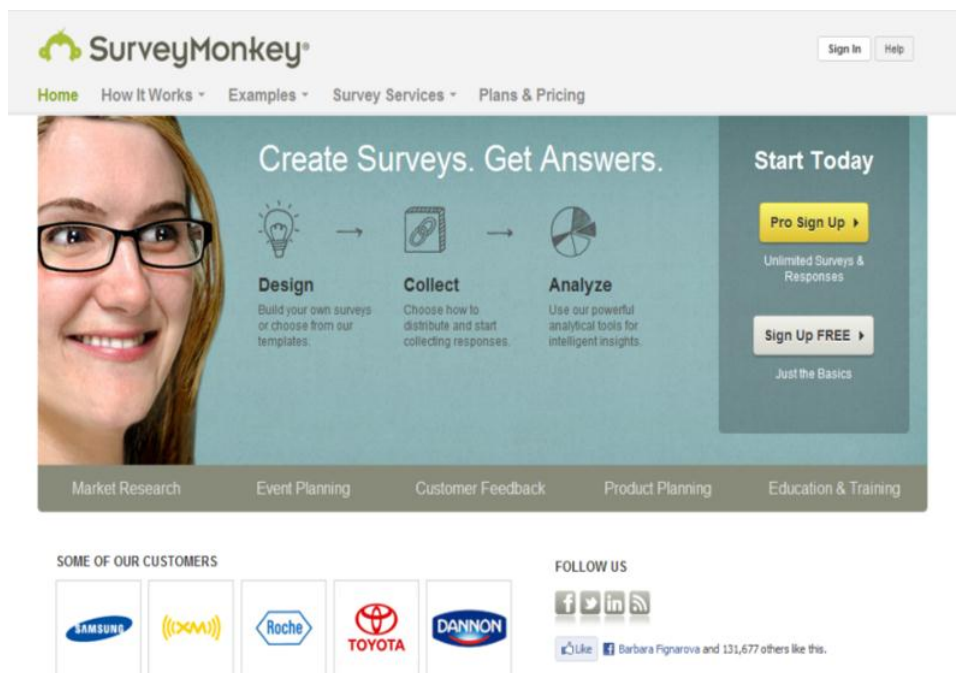 SurveyMonkey®
Sign In
Help
Home
How It Works
Examples
Survey Services
Plans & Pricing
Create Surveys. Get Answers.
Design
Build your own surveys
or choose from our
templates.
Collect
Choose how to
distribute and start
collecting responses.
Analyze
Use our powerful
analytical tools for
intelligent insights.
Start Today
Pro Sign Up
Unlimited Surveys &
Responses
Sign Up FREE
Just the Basics
Market Research
Event Planning
Customer Feedback
Product Planning
Education & Training
SOME OF OUR CUSTOMERS
SAMSUNG
((XM))
Roche
TOYOTA
DANNON
FOLLOW US
Like
Barbara Fignarova and 131,677 others like this.